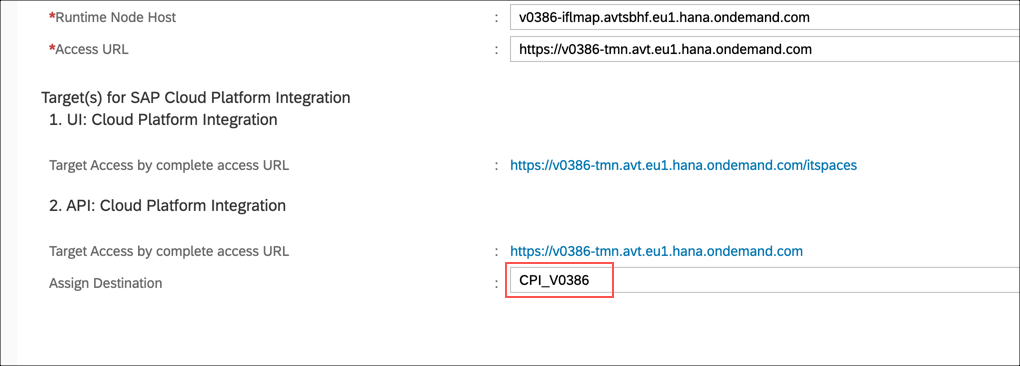 *Runtime Node Host : v0386-iflmap.avtsbhf.eu1.hana.ondemand.com
*Access URL : https://v0386-tmn.avt.eu1.hana.ondemand.com
Target(s) for SAP Cloud Platform Integration
1. UI: Cloud Platform Integration
Target Access by complete access URL : https://v0386-tmn.avt.eu1.hana.ondemand.com/itspaces
2. API: Cloud Platform Integration
Target Access by complete access URL : https://v0386-tmn.avt.eu1.hana.ondemand.com
Assign Destination : CPI_V0386